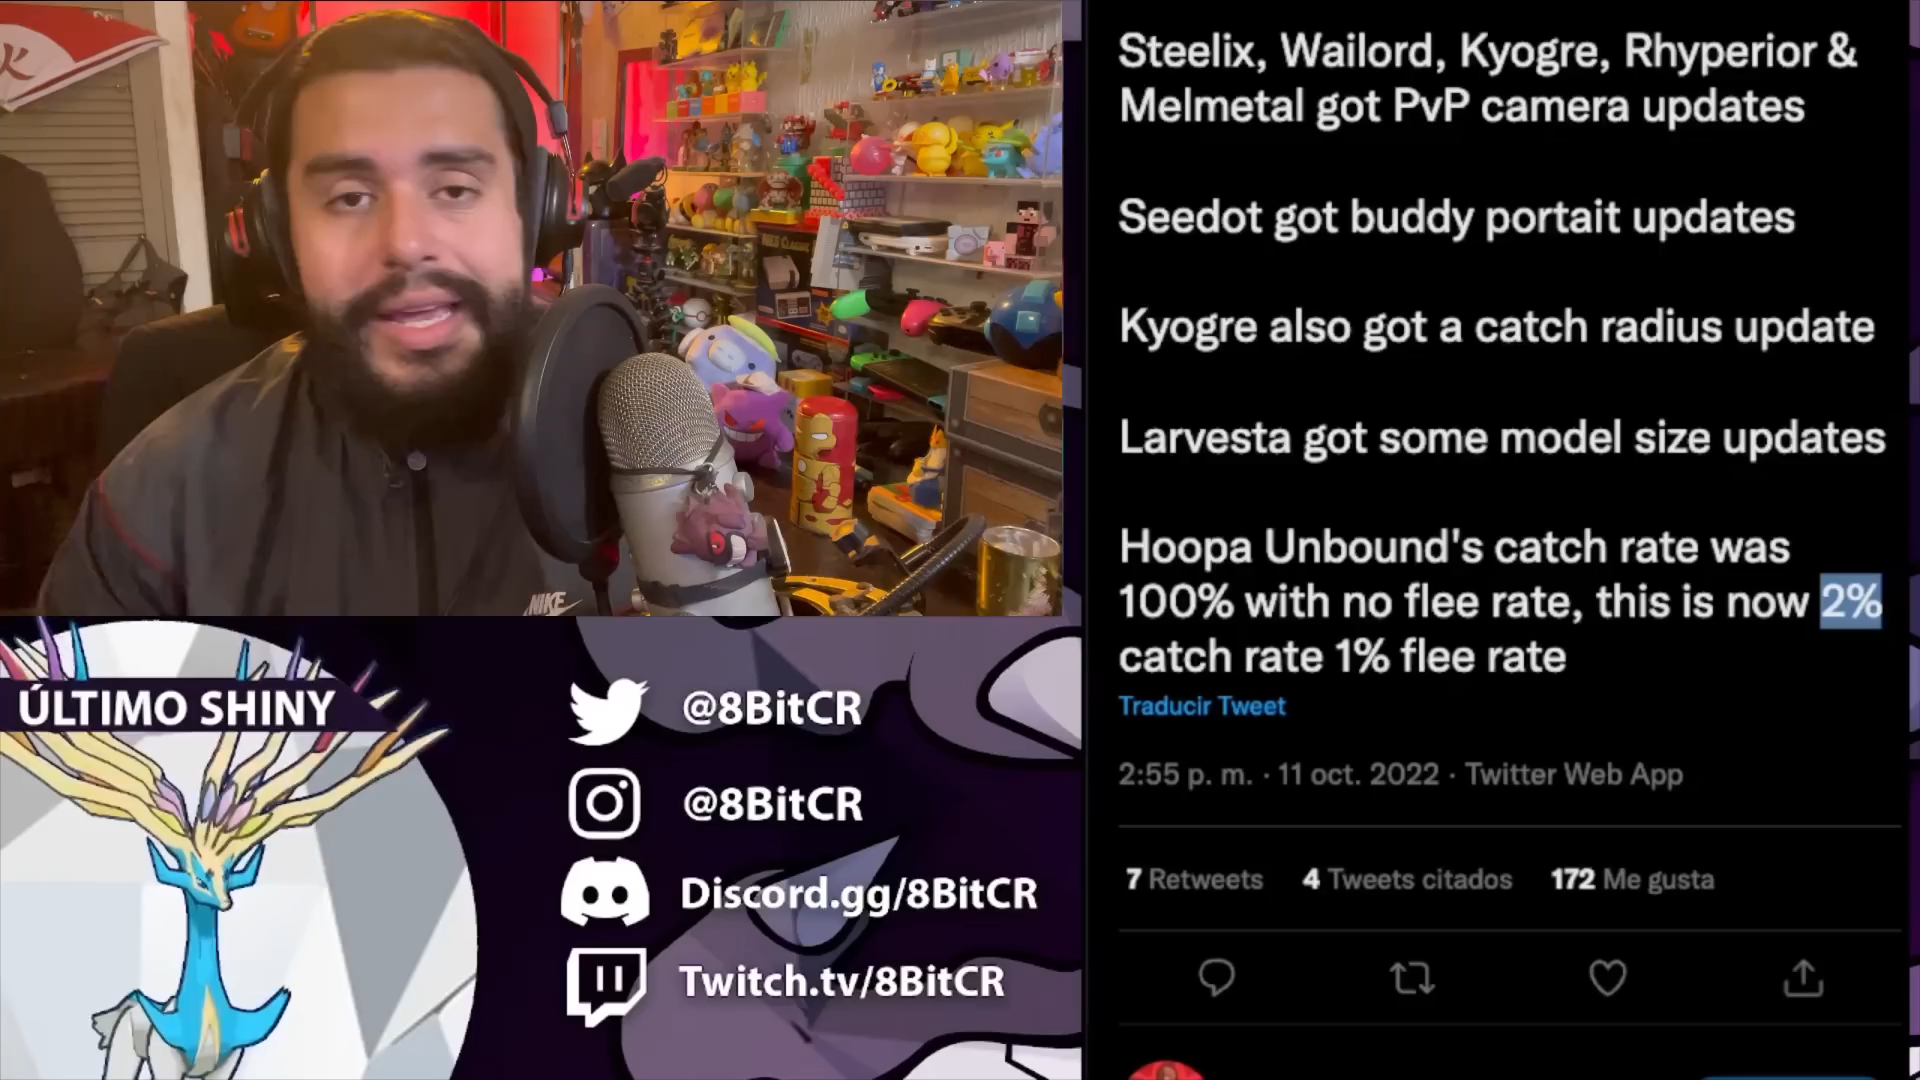 火
NIKE
ÚLTIMO SHINY
@8BitCR
@8BitCR
Discord.gg/8BitCR
Twitch.tv/8BitCR
Steelix, Wailord, Kyogre, Rhyperior &
Melmetal got PvP camera updates
Seedot got buddy portait updates
Kyogre also got a catch radius update
Larvesta got some model size updates
Hoopa Unbound's catch rate was
100% with no flee rate, this is now 2%
catch rate 1% flee rate
Traducir Tweet
2:55 p. m. · 11 oct. 2022 · Twitter Web App
7 Retweets 4 Tweets citados 172 Me gusta